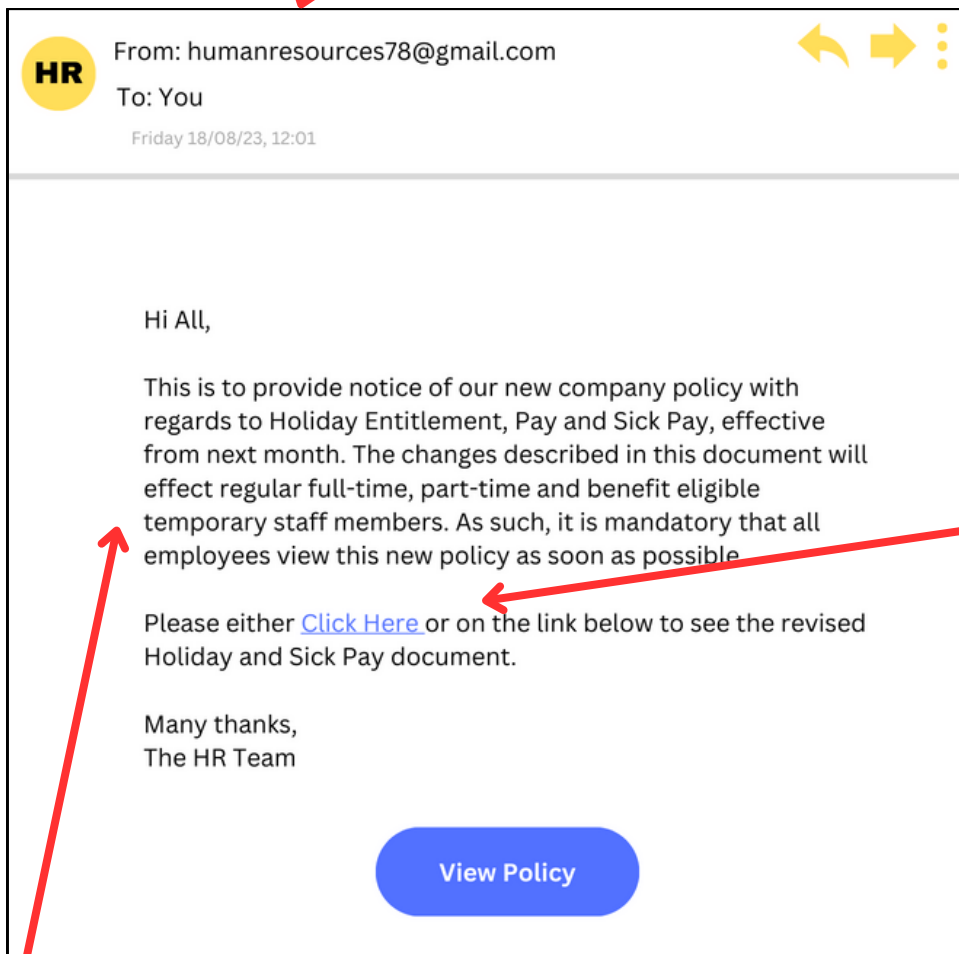 HR
From: humanresources78@gmail.com
To: You
Friday 18/08/23, 12:01
Hi All,
This is to provide notice of our new company policy with
regards to Holiday Entitlement, Pay and Sick Pay, effective
from next month. The changes described in this document will
effect regular full-time, part-time and benefit eligible
temporary staff members. As such, it is mandatory that all
employees view this new policy as soon as possible.
Please either Click Here or on the link below to see the revised
Holiday and Sick Pay document.
Many thanks,
The HR Team
View Policy